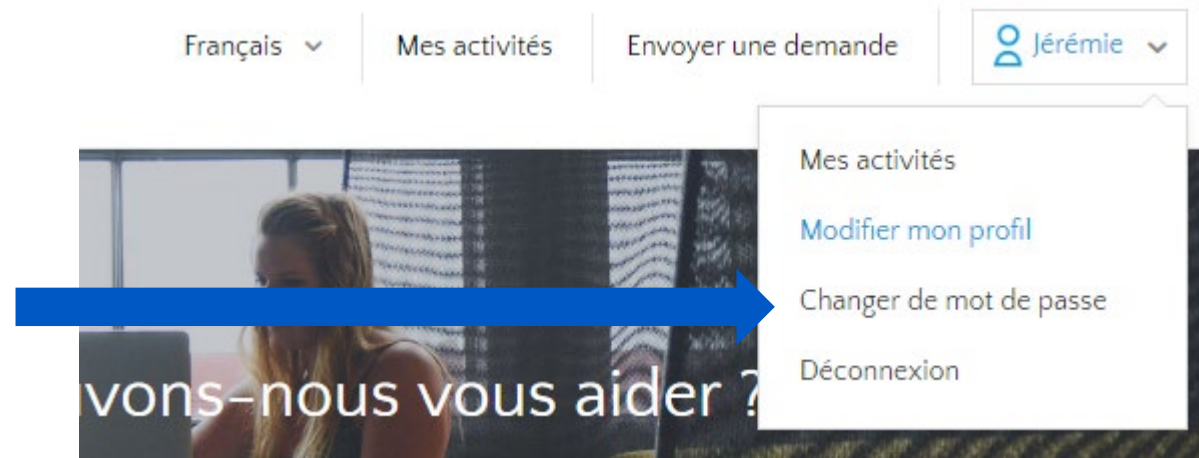 Français Mes activités Envoyer une demande Jérémie
Mes activités
Modifier mon profil
Changer de mot de passe
Déconnexion
vons-nous vous aider ?